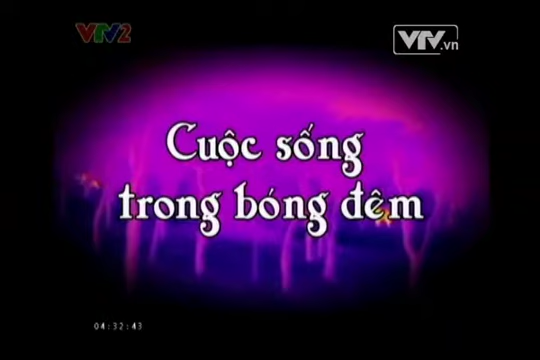 VTV2
VTV.vn
Cuộc sống
trong bóng đêm
04:32:43